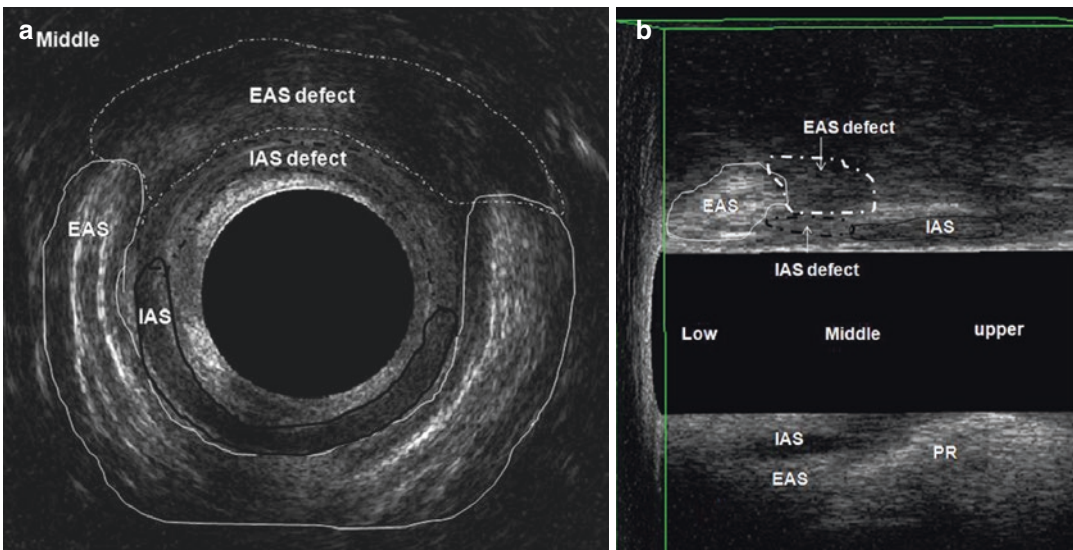 a
Middle
EAS defect
IAS defect
EAS
IAS
b
EAS defect
EAS
IAS
IAS defect
Low
Middle
upper
IAS
PR
EAS